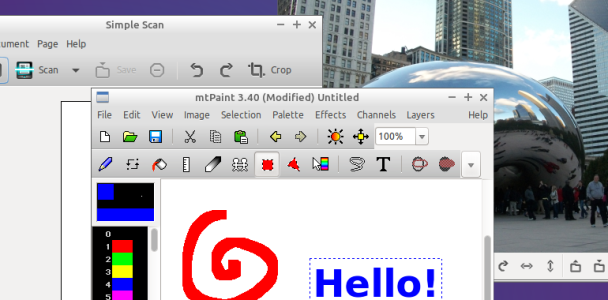 Simple Scan
cument Page Help
Scan Save Crop
mtPaint 3.40 (Modified) Untitled
File Edit View Image Selection Palette Effects Channels Layers Help
100%
T
0
1
2
3
4
5
Hello!